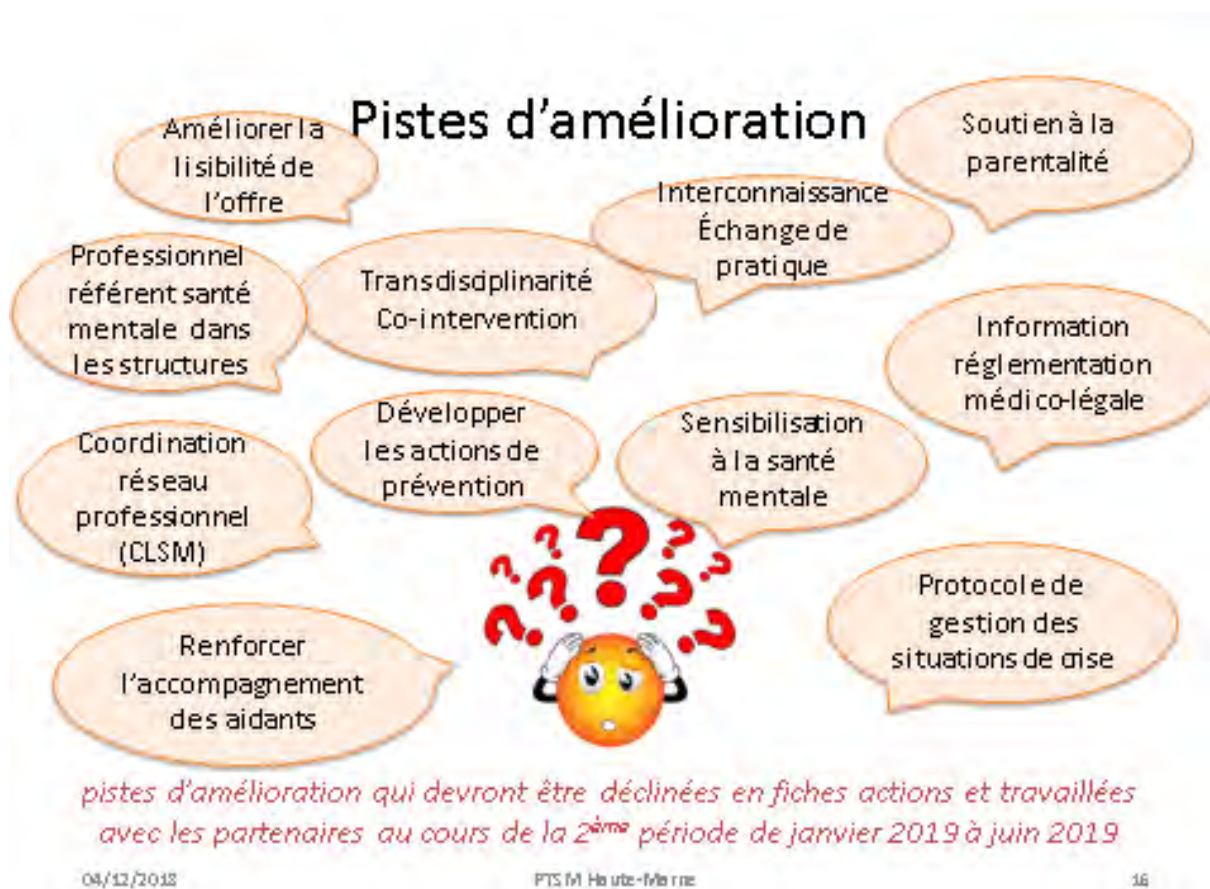 Pistes d'amélioration
Améliorer la
lisibilité de
l'offre
Soutien à la
parentalité
Interconnaissance
Échange de
pratique
Professionnel
référent santé
mentale dans
les structures
Transdisciplinarité
Co-intervention
Information
réglementation
médico-légale
Développer
les actions de
prévention
Sensibilisation
à la santé
mentale
Coordination
réseau
professionnel
(CLSM)
Protocole de
gestion des
situations de crise
Renforcer
l'accompagnement
des aidants
pistes d'amélioration qui devront être déclinées en fiches actions et travaillées
avec les partenaires au cours de la 2ème période de janvier 2019 à juin 2019
04/12/2018
PTSM Haute-Marne
16